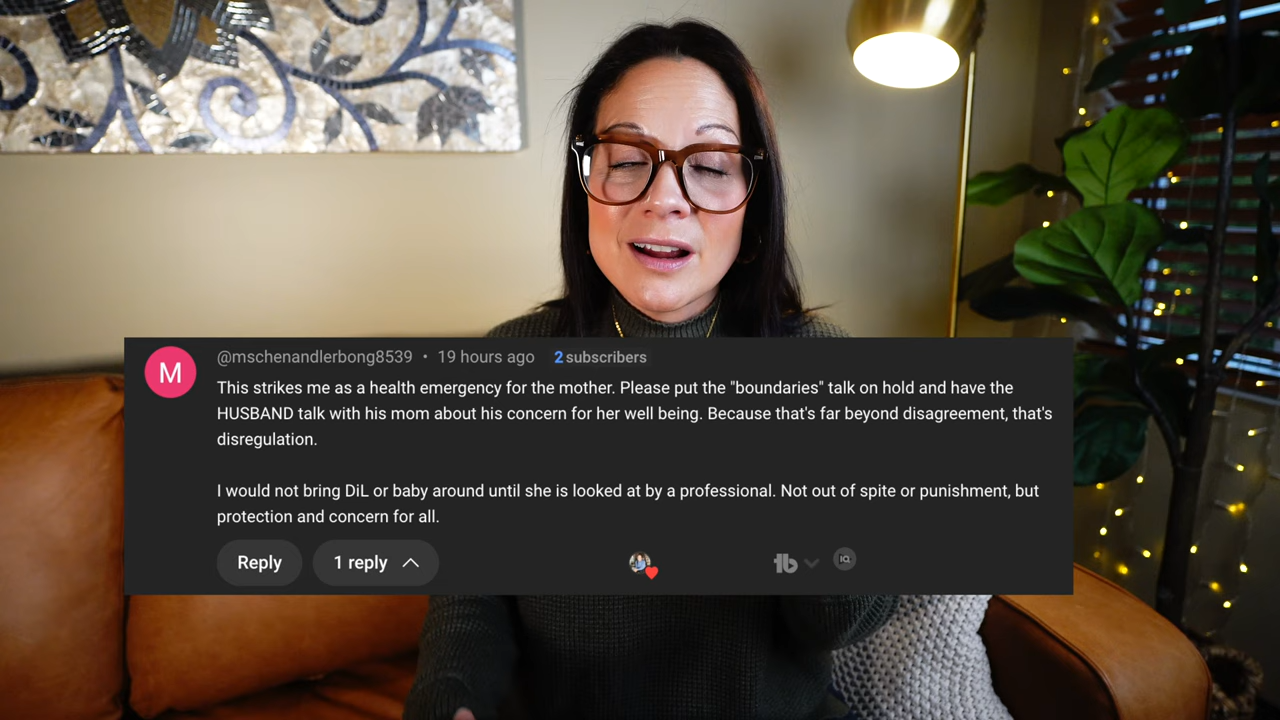 M
@mschenandlerbong8539 • 19 hours ago 2 subscribers
This strikes me as a health emergency for the mother. Please put the "boundaries" talk on hold and have the
HUSBAND talk with his mom about his concern for her well being. Because that's far beyond disagreement, that's
disregulation.
I would not bring DiL or baby around until she is looked at by a professional. Not out of spite or punishment, but
protection and concern for all.
Reply 1 reply
tb IQ